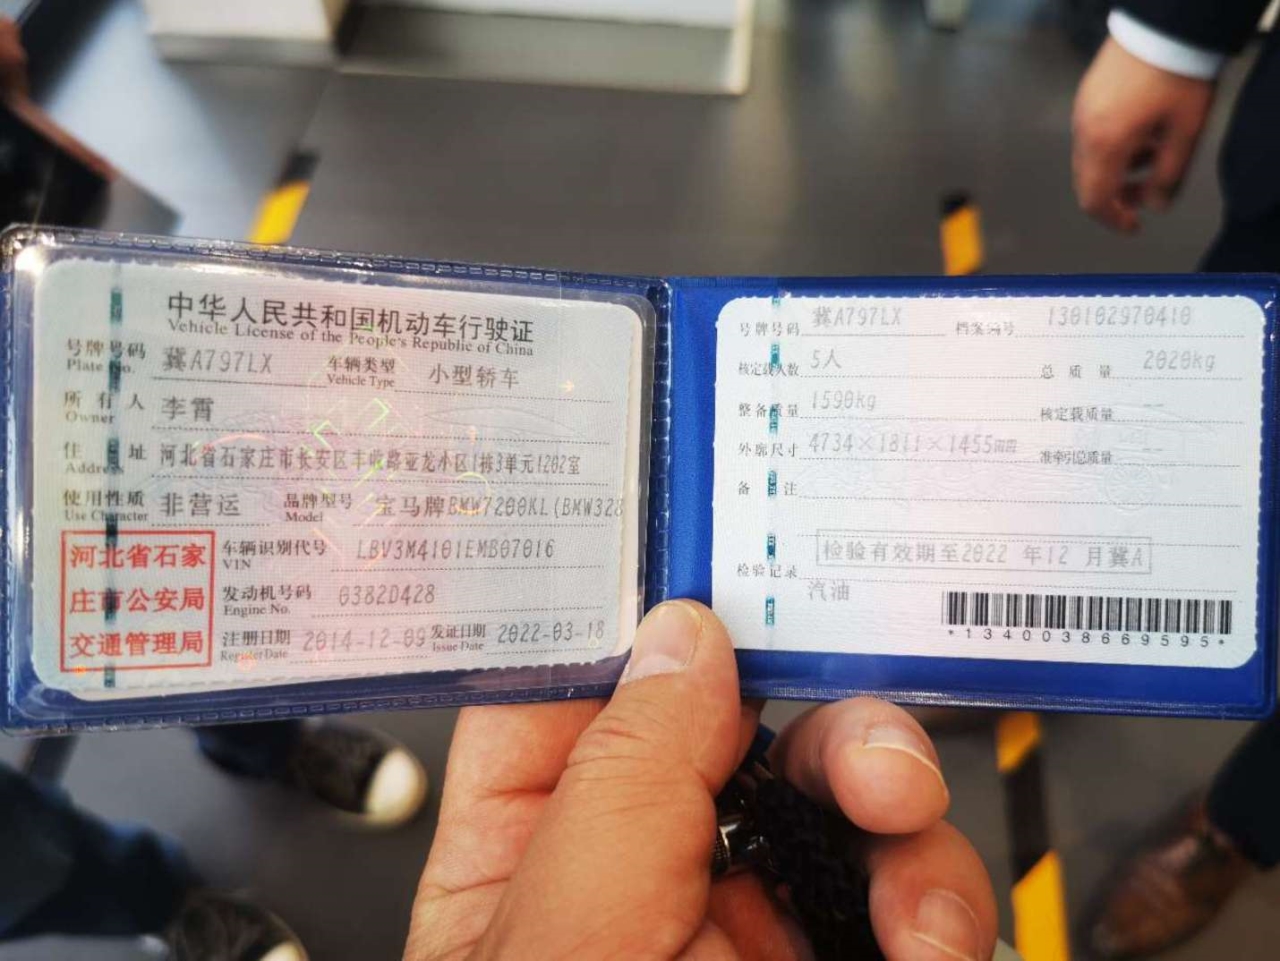 中华人民共和国机动车行驶证
Vehicle License of the People's Republic of China
号牌号码 冀A797LX 车辆类型 小型轿车
Plate No. Vehicle Type
所有人 李霄
Owner
住址 河北省石家庄市长安区丰收路亚龙小区1栋3单元1202室
Address
使用性质 非营运 品牌型号 宝马牌BMW7200KL(BMW328
Use Character Model
河北省石家
庄市公安局
交通管理局
车辆识别代号 LBV3M4101EMB07016
VIN
发动机号码 0382D428
Engine No.
注册日期 2014-12-09 发证日期 2022-03-18
Register Date Issue Date
号牌号码 冀A797LX 档案编号 130102970410
核定载人数 5人 总质量 2020kg
整备质量 1590kg 核定载质量 --
外廓尺寸 4734×1811×1455mm 准牵引总质量 --
备注
检验有效期至2022 年12 月冀A
检验记录
汽油
*1340038669595*